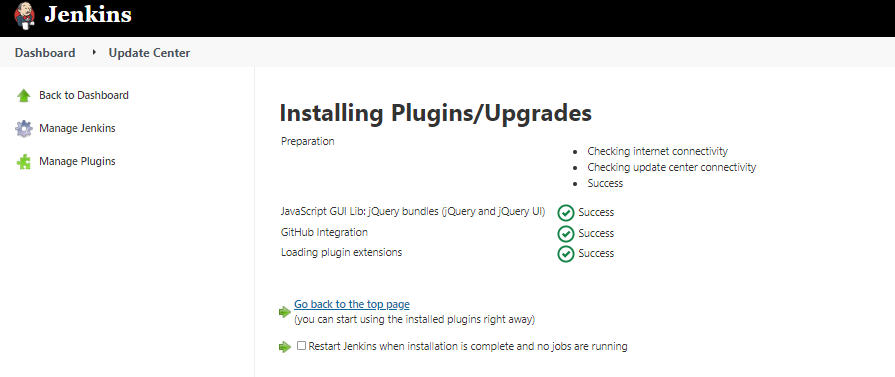 Jenkins
Dashboard
Update Center
Back to Dashboard
Manage Jenkins
Manage Plugins
Installing Plugins/Upgrades
Preparation
Checking internet connectivity
Checking update center connectivity
Success
JavaScript GUI Lib: jQuery bundles (jQuery and jQuery UI) Success
GitHub Integration Success
Loading plugin extensions Success
Go back to the top page
(you can start using the installed plugins right away)
Restart Jenkins when installation is complete and no jobs are running